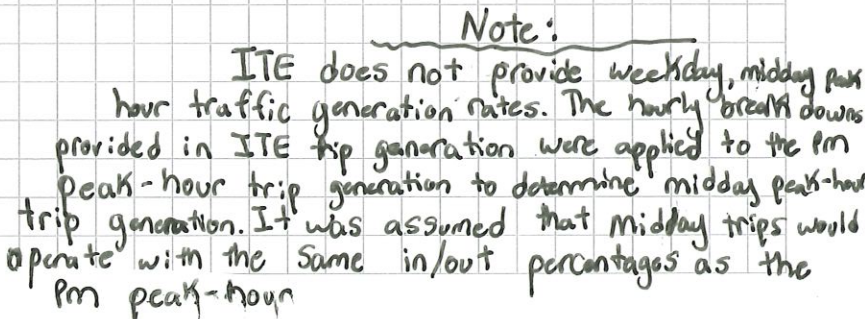 Note:
ITE does not provide weekday, midday peak
hour traffic generation rates. The hourly break downs
provided in ITE trip generation were applied to the pm
peak-hour trip generation to determine midday peak-hour
trip generation. It was assumed that midday trips would
operate with the same in/out percentages as the
pm peak-hour